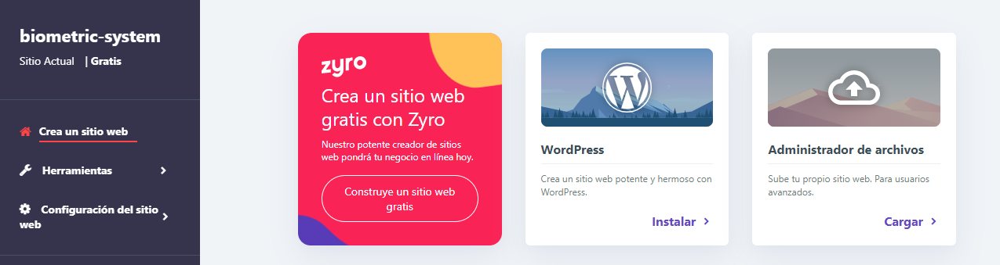 biometric-system
Sitio Actual | Gratis
Crea un sitio web
Herramientas
Configuración del sitio
web
zyro
Crea un sitio web
gratis con Zyro
Nuestro potente creador de sitios
web pondrá tu negocio en línea hoy.
Construye un sitio web
gratis
WordPress
Crea un sitio web potente y hermoso con
WordPress.
Instalar
Administrador de archivos
Sube tu propio sitio web. Para usuarios
avanzados.
Cargar